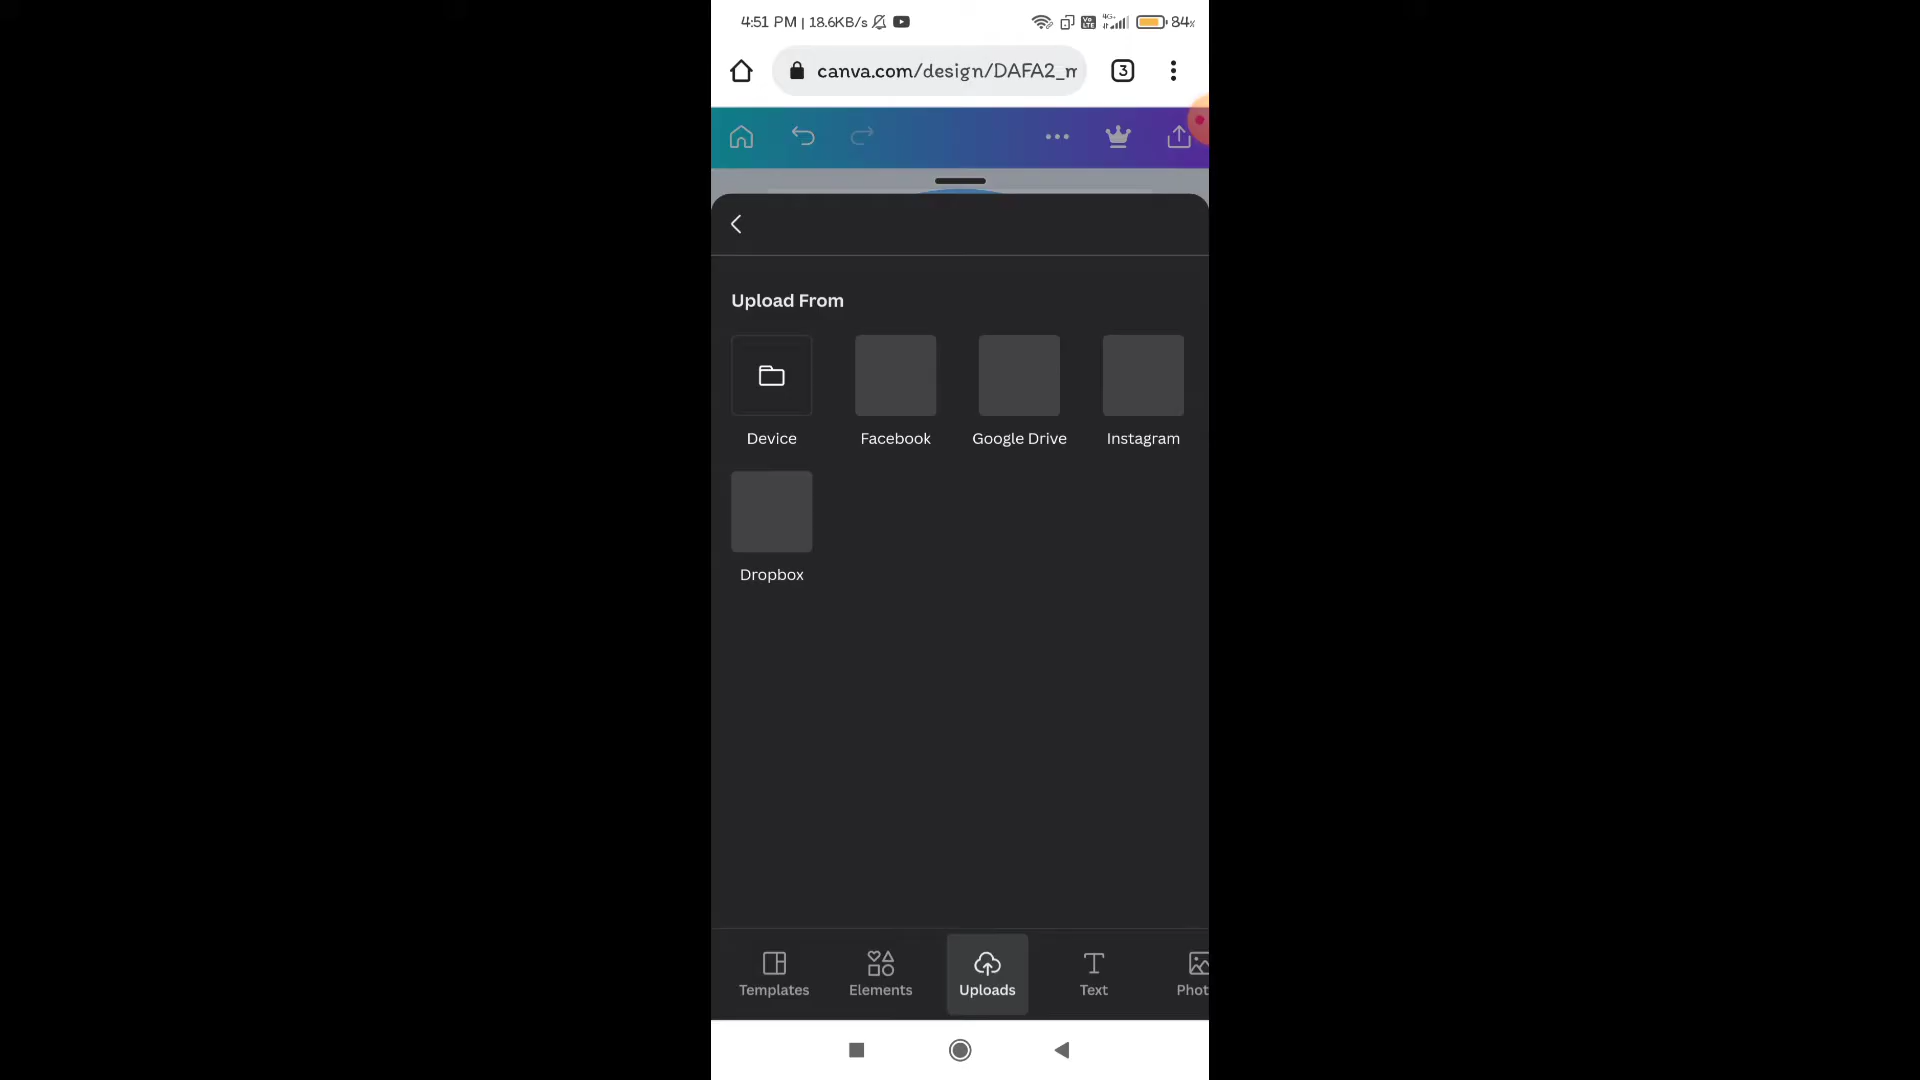 4:51 PM | 18.6KB/s 84%
canva.com/design/DAFA2_m 3
Upload From
Device Facebook Google Drive Instagram
Dropbox
Templates Elements Uploads Text Phot